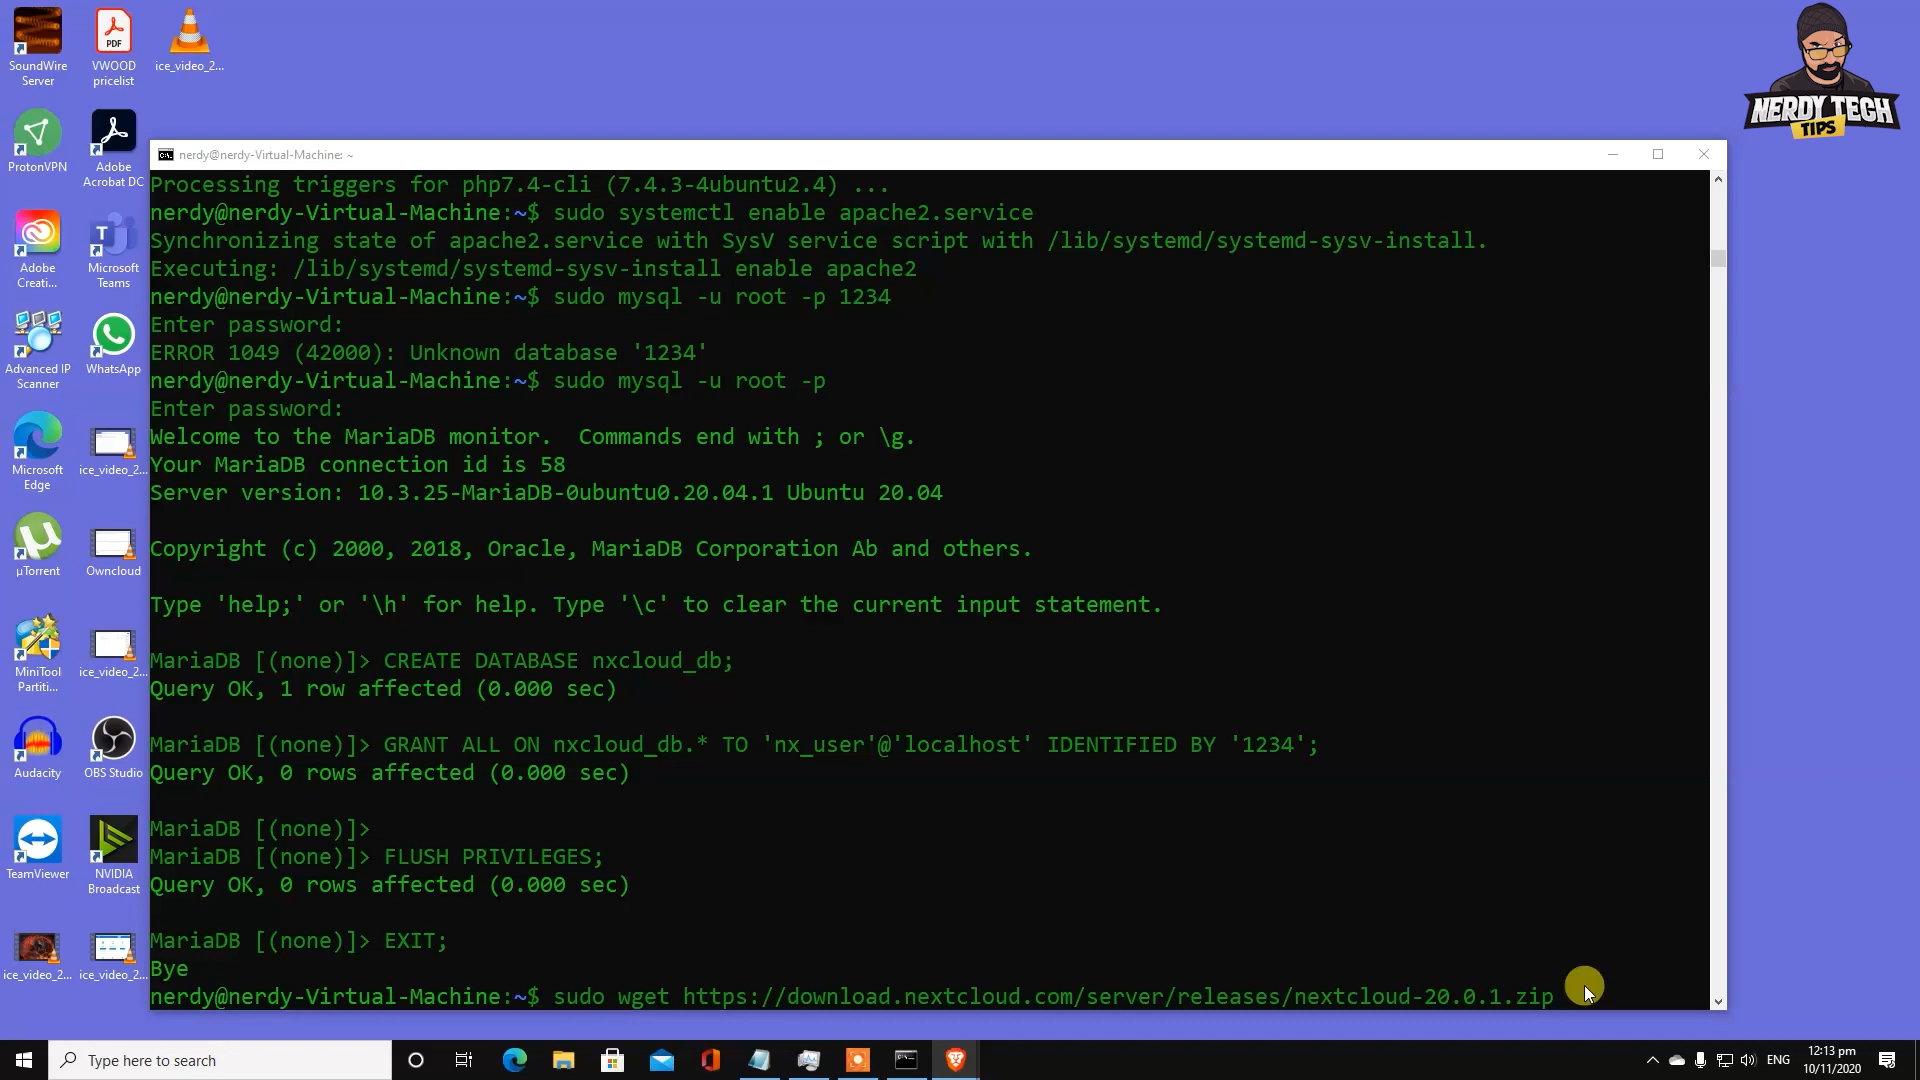 SoundWire
Server
VWOOD
pricelist
ice_video_2...
ProtonVPN
Adobe
Acrobat DC
Adobe
Creati...
Microsoft
Teams
Advanced IP
Scanner
WhatsApp
Microsoft
Edge
ice_video_2...
µTorrent
Owncloud
MiniTool
Partiti...
ice_video_2...
Audacity
OBS Studio
TeamViewer
NVIDIA
Broadcast
ice_video_2...
ice_video_2...
PDF
NERDY TECH
TIPS
nerdy@nerdy-Virtual-Machine: ~
Processing triggers for php7.4-cli (7.4.3-4ubuntu2.4) ...
nerdy@nerdy-Virtual-Machine:~$ sudo systemctl enable apache2.service
Synchronizing state of apache2.service with SysV service script with /lib/systemd/systemd-sysv-install.
Executing: /lib/systemd/systemd-sysv-install enable apache2
nerdy@nerdy-Virtual-Machine:~$ sudo mysql -u root -p 1234
Enter password:
ERROR 1049 (42000): Unknown database '1234'
nerdy@nerdy-Virtual-Machine:~$ sudo mysql -u root -p
Enter password:
Welcome to the MariaDB monitor.  Commands end with ; or \g.
Your MariaDB connection id is 58
Server version: 10.3.25-MariaDB-0ubuntu0.20.04.1 Ubuntu 20.04
Copyright (c) 2000, 2018, Oracle, MariaDB Corporation Ab and others.
Type 'help;' or '\h' for help. Type '\c' to clear the current input statement.
MariaDB [(none)]> CREATE DATABASE nxcloud_db;
Query OK, 1 row affected (0.000 sec)
MariaDB [(none)]> GRANT ALL ON nxcloud_db.* TO 'nx_user'@'localhost' IDENTIFIED BY '1234';
Query OK, 0 rows affected (0.000 sec)
MariaDB [(none)]>
MariaDB [(none)]> FLUSH PRIVILEGES;
Query OK, 0 rows affected (0.000 sec)
MariaDB [(none)]> EXIT;
Bye
nerdy@nerdy-Virtual-Machine:~$ sudo wget https://download.nextcloud.com/server/releases/nextcloud-20.0.1.zip
Type here to search
ENG
12:13 pm
10/11/2020